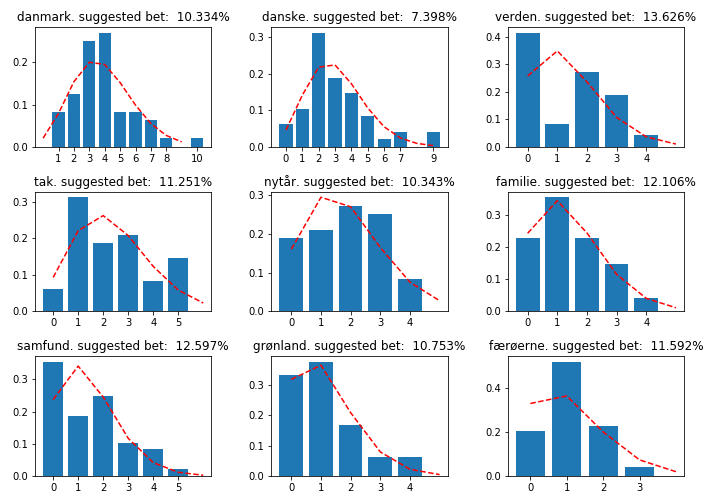 danmark. suggested bet:  10.334%
0.2
0.1
0.0
1 2 3 4 5 6 7 8 10
danske. suggested bet:  7.398%
0.3
0.2
0.1
0.0
0 1 2 3 4 5 6 7 9
verden. suggested bet:  13.626%
0.4
0.3
0.2
0.1
0.0
0 1 2 3 4
tak. suggested bet:  11.251%
0.3
0.2
0.1
0.0
0 1 2 3 4 5
nytår. suggested bet:  10.343%
0.3
0.2
0.1
0.0
0 1 2 3 4
familie. suggested bet:  12.106%
0.3
0.2
0.1
0.0
0 1 2 3 4
samfund. suggested bet:  12.597%
0.3
0.2
0.1
0.0
0 1 2 3 4 5
grønland. suggested bet:  10.753%
0.3
0.2
0.1
0.0
0 1 2 3 4
færøerne. suggested bet:  11.592%
0.4
0.2
0.0
0 1 2 3